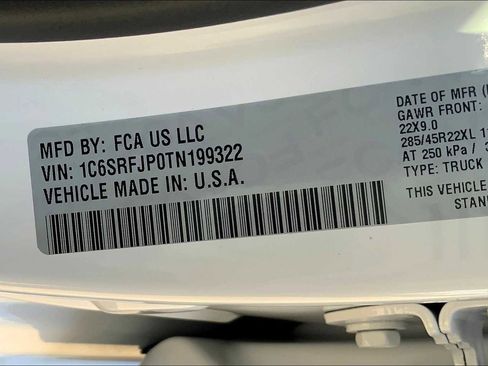 MFD BY: FCA US LLC
VIN: 1C6SRFJP0TN199322
VEHICLE MADE IN: U.S.A.
DATE OF MFR
GAWR FRONT:
22X9.0
285/45R22XL
AT 250 kPa /
TYPE: TRUCK
THIS VEHICLE
STAN